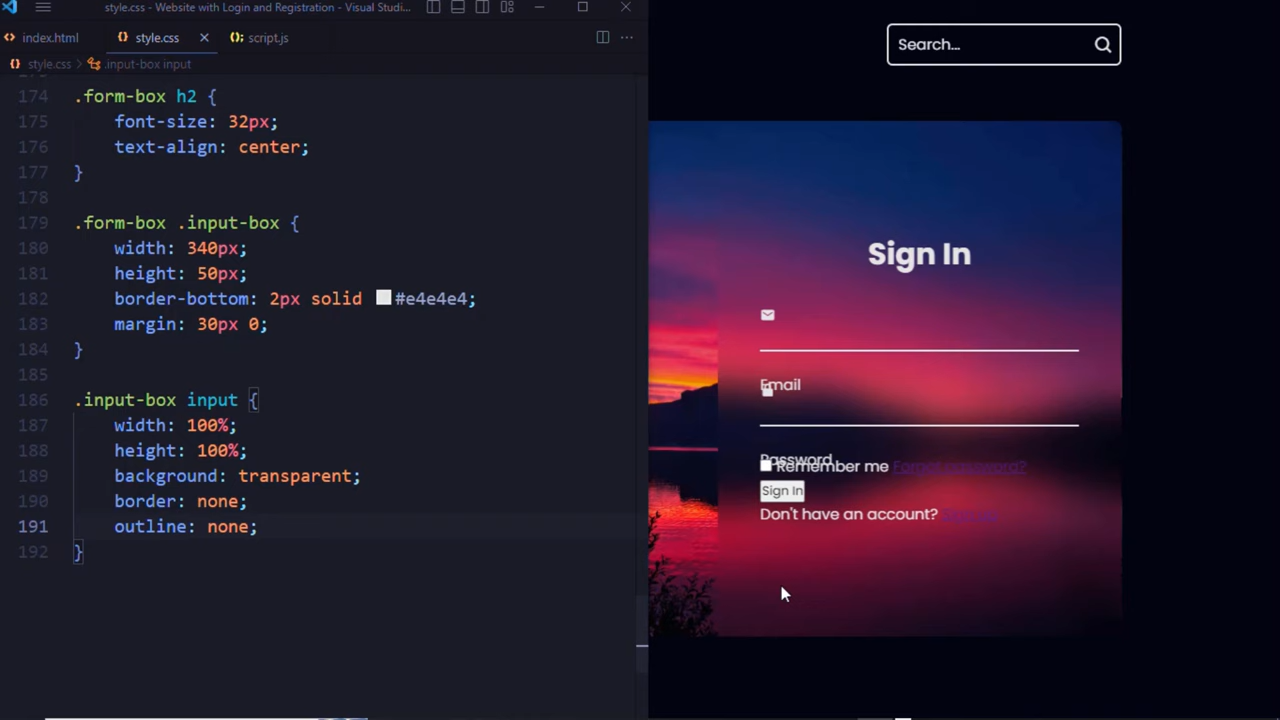 style.css - Website with Login and Registration - Visual Studi...
index.html
style.css
script.js
style.css > .input-box input
174 .form-box h2 {
175 font-size: 32px;
176 text-align: center;
177 }
178
179 .form-box .input-box {
180 width: 340px;
181 height: 50px;
182 border-bottom: 2px solid #e4e4e4;
183 margin: 30px 0;
184 }
185
186 .input-box input {
187 width: 100%;
188 height: 100%;
189 background: transparent;
190 border: none;
191 outline: none;
192 }
Search...
Sign In
Email
Password
Remember me Forgot password?
Sign In
Don't have an account?